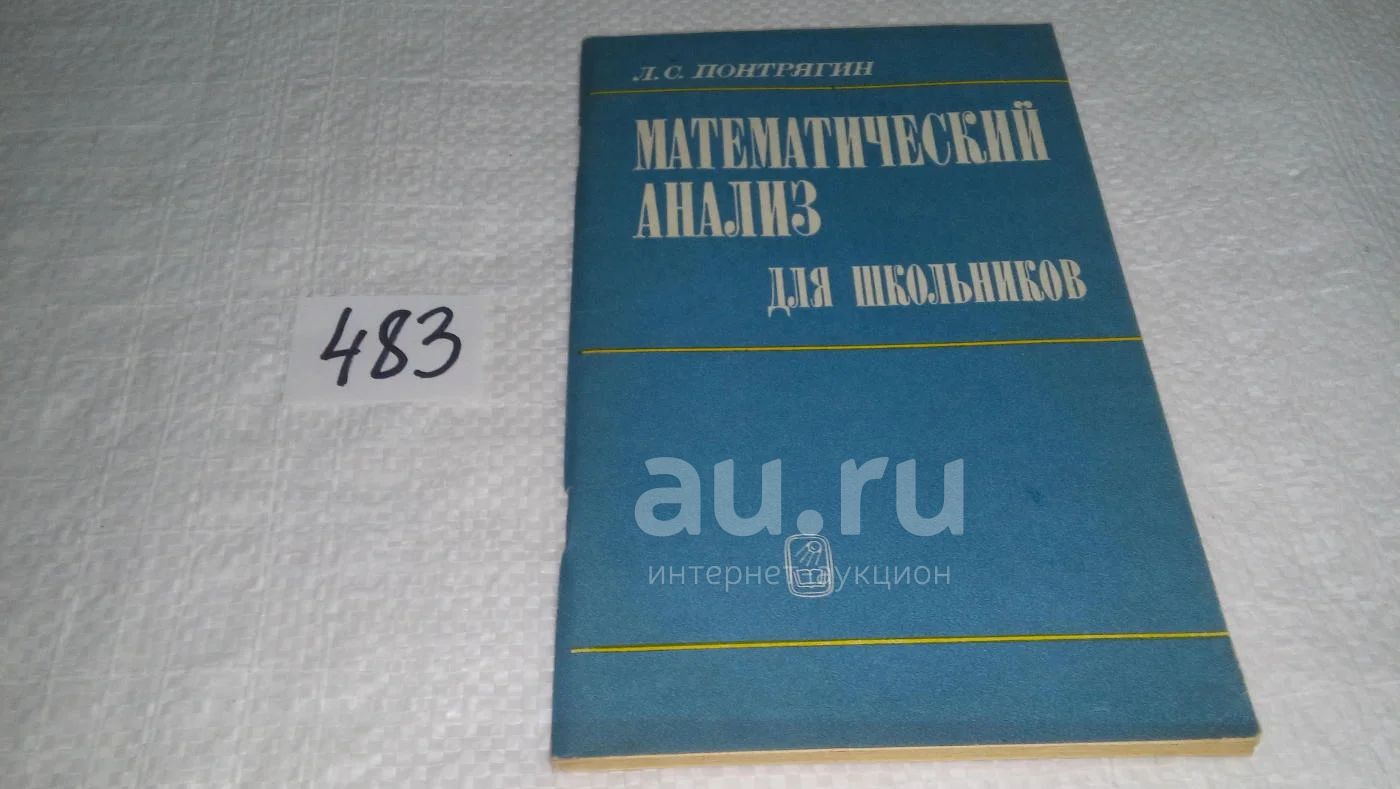 Л. С. ПОНТРЯГИН
МАТЕМАТИЧЕСКИЙ
АНАЛИЗ
ДЛЯ ШКОЛЬНИКОВ
483
au.ru
интернет аукцион